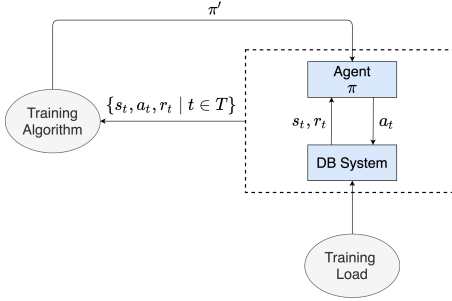 π′
Agent
π
{s_t, a_t, r_t | t ∈ T}
Training
Algorithm
s_t, r_t
a_t
DB System
Training
Load